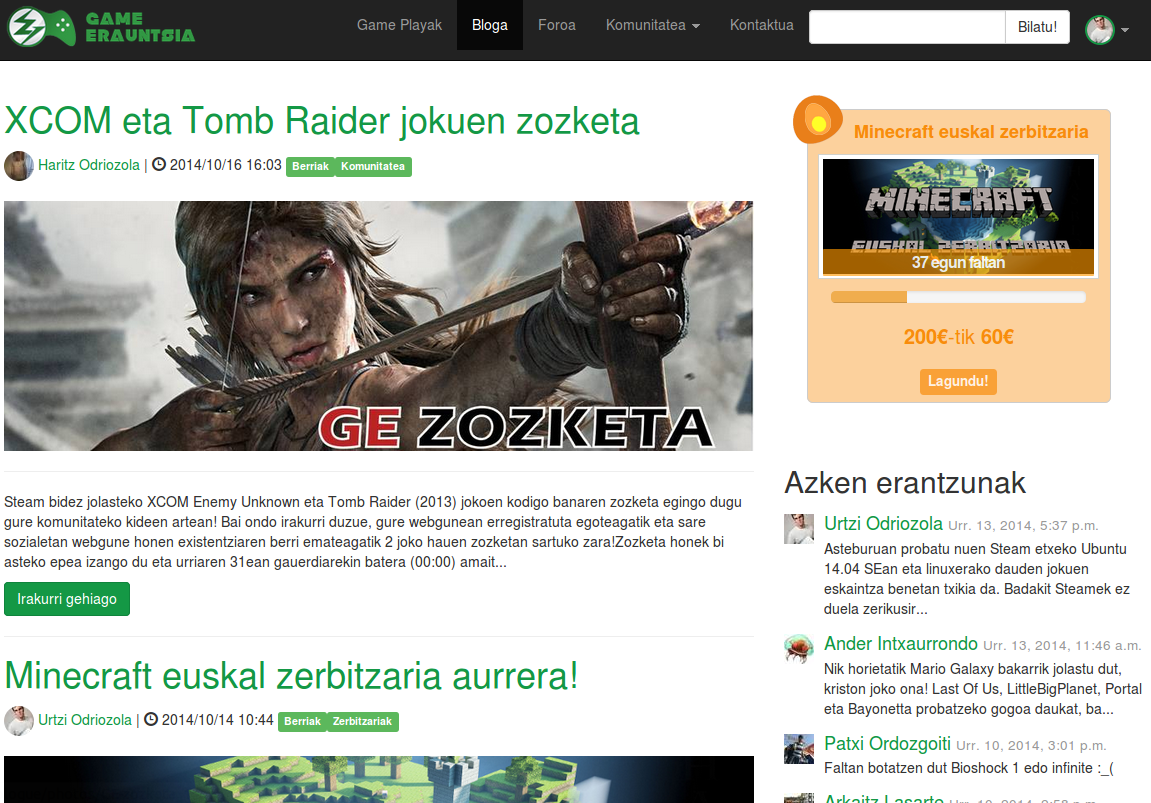 GAME
ERAUNTSIA
Game Playak
Bloga
Foroa
Komunitatea
Kontaktua
Bilatu!
XCOM eta Tomb Raider jokuen zozketa
Haritz Odriozola | 2014/10/16 16:03 Berriak Komunitatea
GE ZOZKETA
Steam bidez jolasteko XCOM Enemy Unknown eta Tomb Raider (2013) jokoen kodigo banaren zozketa egingo dugu
gure komunitateko kideen artean! Bai ondo irakurri duzue, gure webgunean erregistratuta egoteagatik eta sare
sozialetan webgune honen existentziaren berri emateagatik 2 joko hauen zozketan sartuko zara!Zozketa honek bi
asteko epea izango du eta urriaren 31ean gauerdiarekin batera (00:00) amait...
Irakurri gehiago
Minecraft euskal zerbitzaria aurrera!
Urtzi Odriozola | 2014/10/14 10:44 Berriak Zerbitzariak
Minecraft euskal zerbitzaria
MINECRAFT
EUSKAL ZERBITZARIA
37 egun faltan
200€-tik 60€
Lagundu!
Azken erantzunak
Urtzi Odriozola Urr. 13, 2014, 5:37 p.m.
Asteburuan probatu nuen Steam etxeko Ubuntu
14.04 SEan eta linuxerako dauden jokuen
eskaintza benetan txikia da. Badakit Steamek ez
duela zerikusir...
Ander Intxaurrondo Urr. 13, 2014, 11:46 a.m.
Nik horietatik Mario Galaxy bakarrik jolastu dut,
kriston joko ona! Last Of Us, LittleBigPlanet, Portal
eta Bayonetta probatzeko gogoa daukat, ba...
Patxi Ordozgoiti Urr. 10, 2014, 3:01 p.m.
Faltan botatzen dut Bioshock 1 edo infinite :_(
Arkaitz Lasarte Urr. 10, 2014,